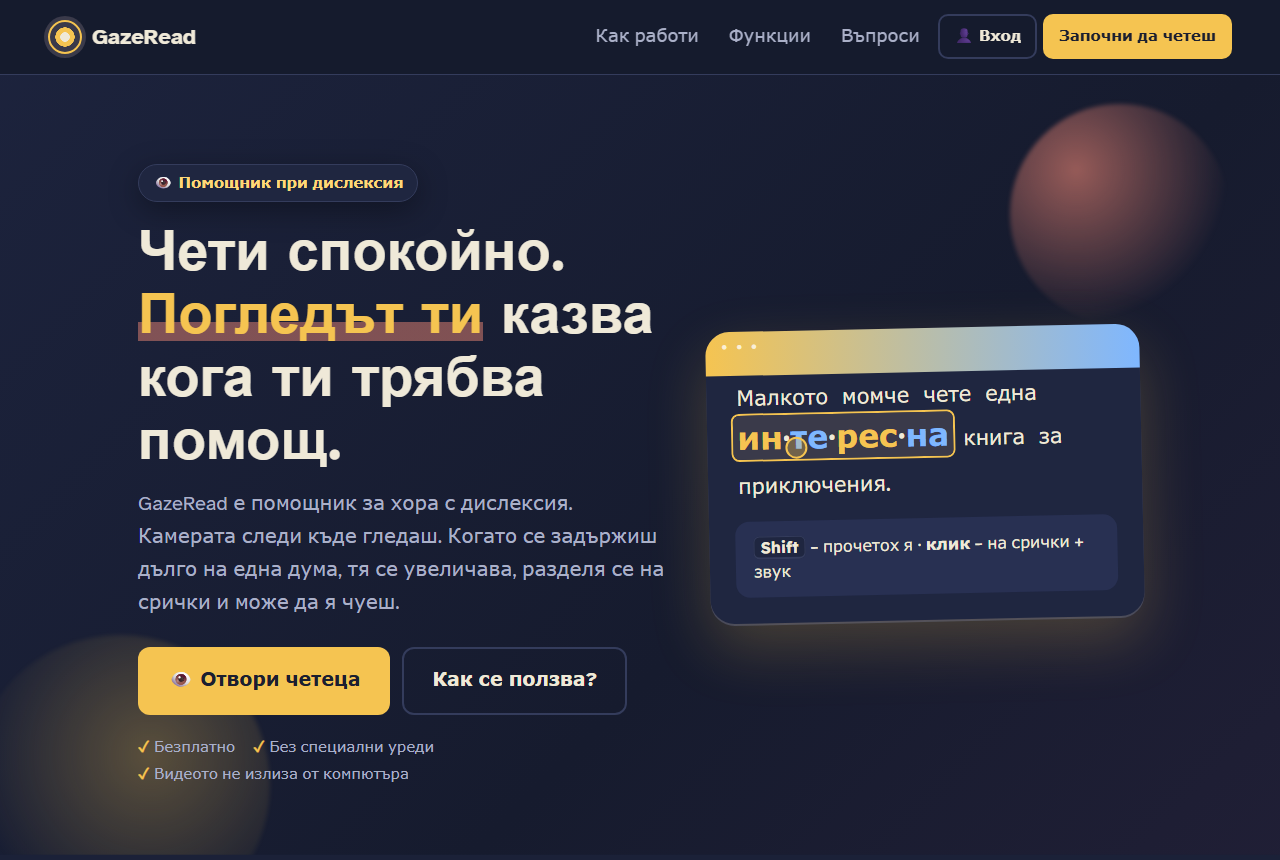 GazeRead
Как работи
Функции
Въпроси
Вход
Започни да четеш
Помощник при дислексия
Чети спокойно.
Погледът ти казва
кога ти трябва
помощ.
GazeRead е помощник за хора с дислексия.
Камерата следи къде гледаш. Когато се задържиш
дълго на една дума, тя се увеличава, разделя се на
срички и може да я чуеш.
Отвори четеца
Как се ползва?
✓ Безплатно ✓ Без специални уреди
✓ Видеото не излиза от компютъра
Малкото момче чете една
ин·те·рес·на книга за
приключения.
Shift – прочетох я · клик – на срички +
звук